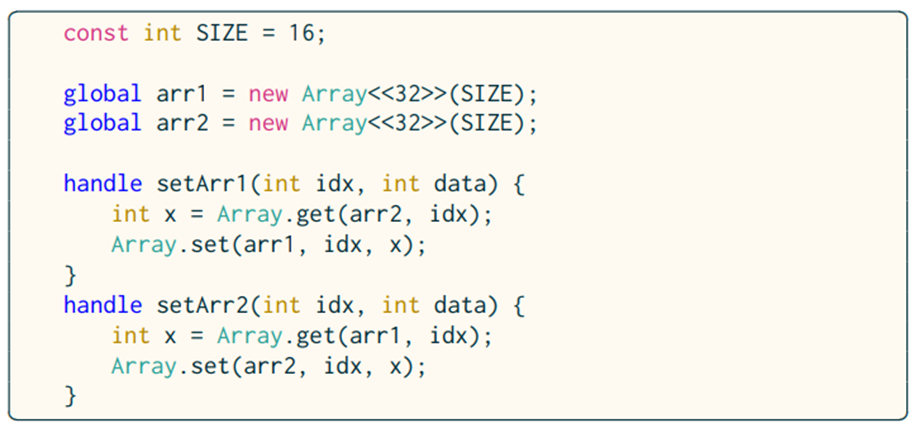 const int SIZE = 16;
global arr1 = new Array<<32>>(SIZE);
global arr2 = new Array<<32>>(SIZE);
handle setArr1(int idx, int data) {
int x = Array.get(arr2, idx);
Array.set(arr1, idx, x);
}
handle setArr2(int idx, int data) {
int x = Array.get(arr1, idx);
Array.set(arr2, idx, x);
}